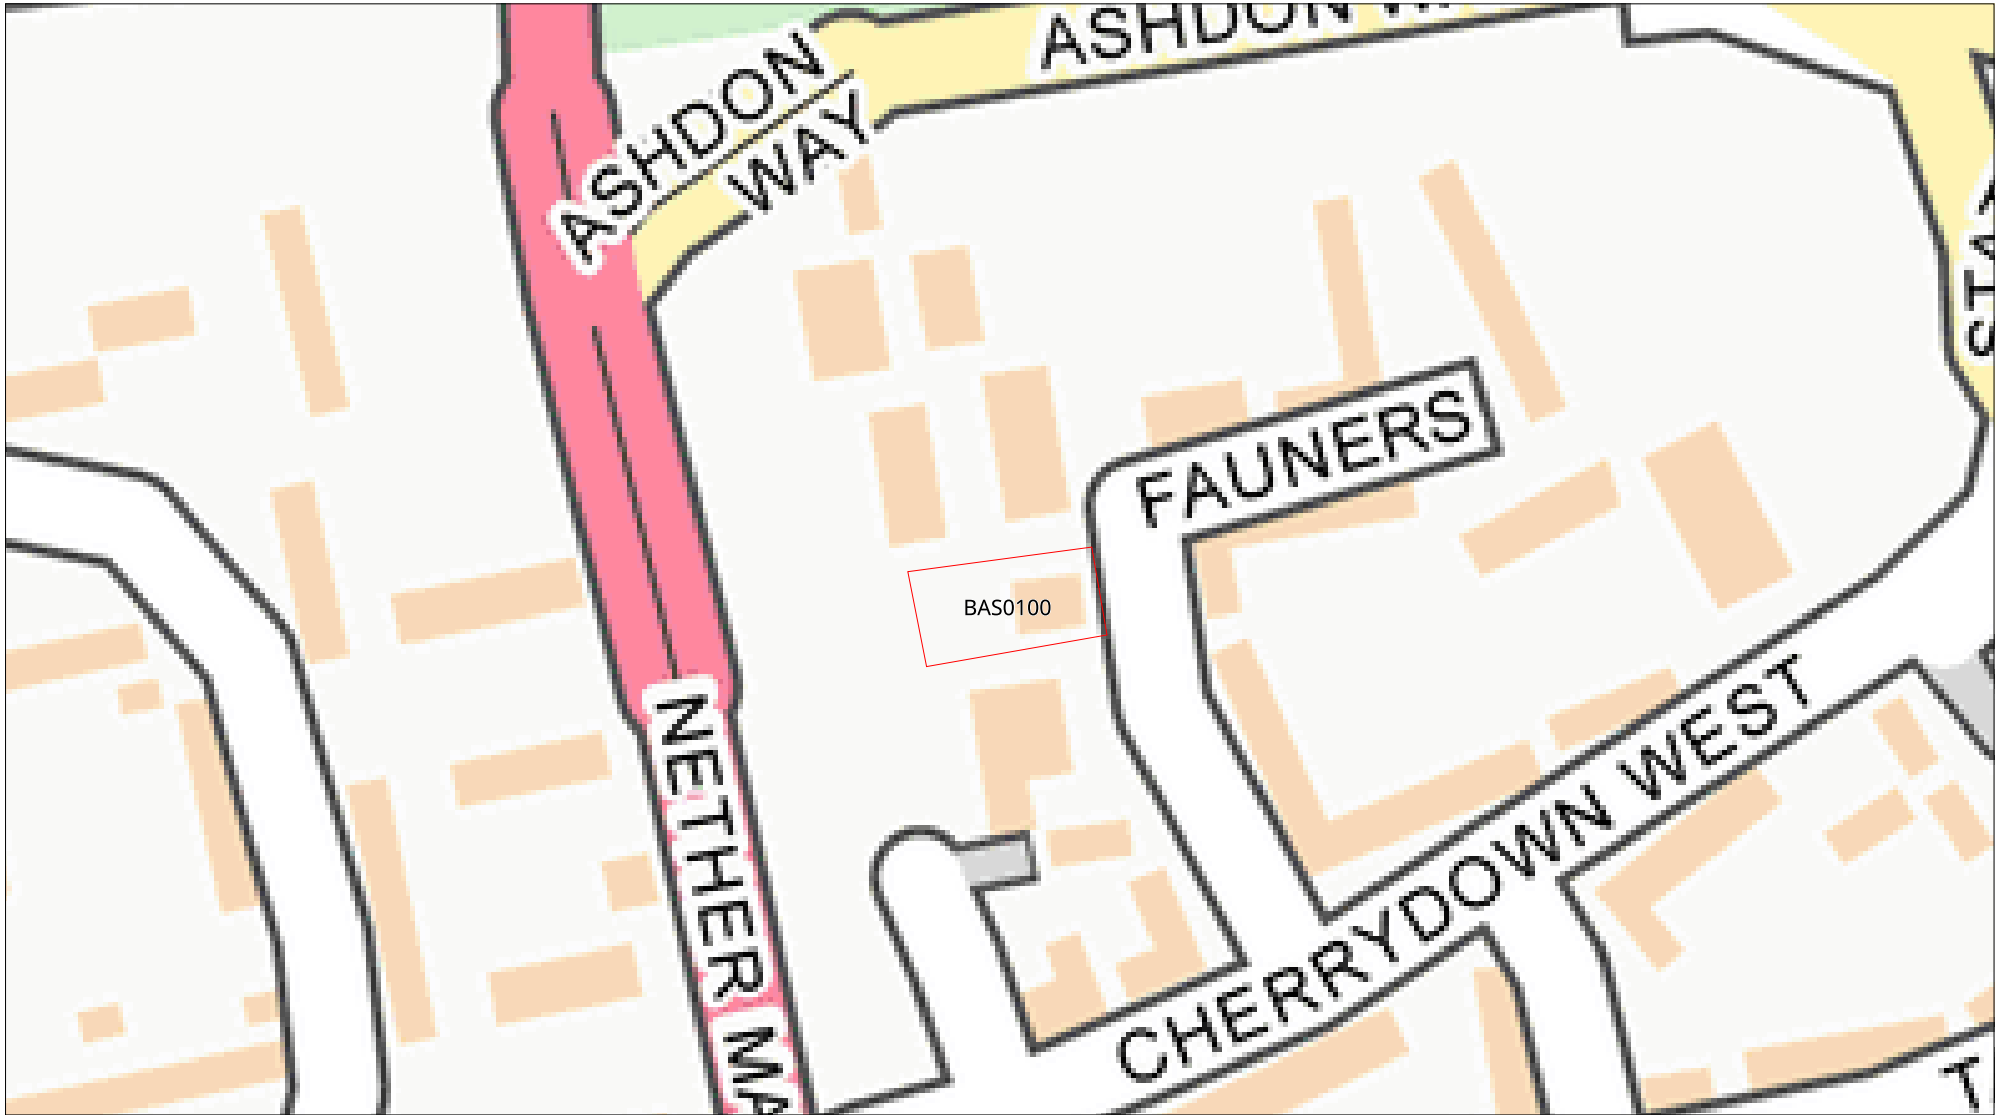 ASHDON
WAY
ASHDON
FAUNERS
BAS0100
NETHER
CHERRYDOWN WEST